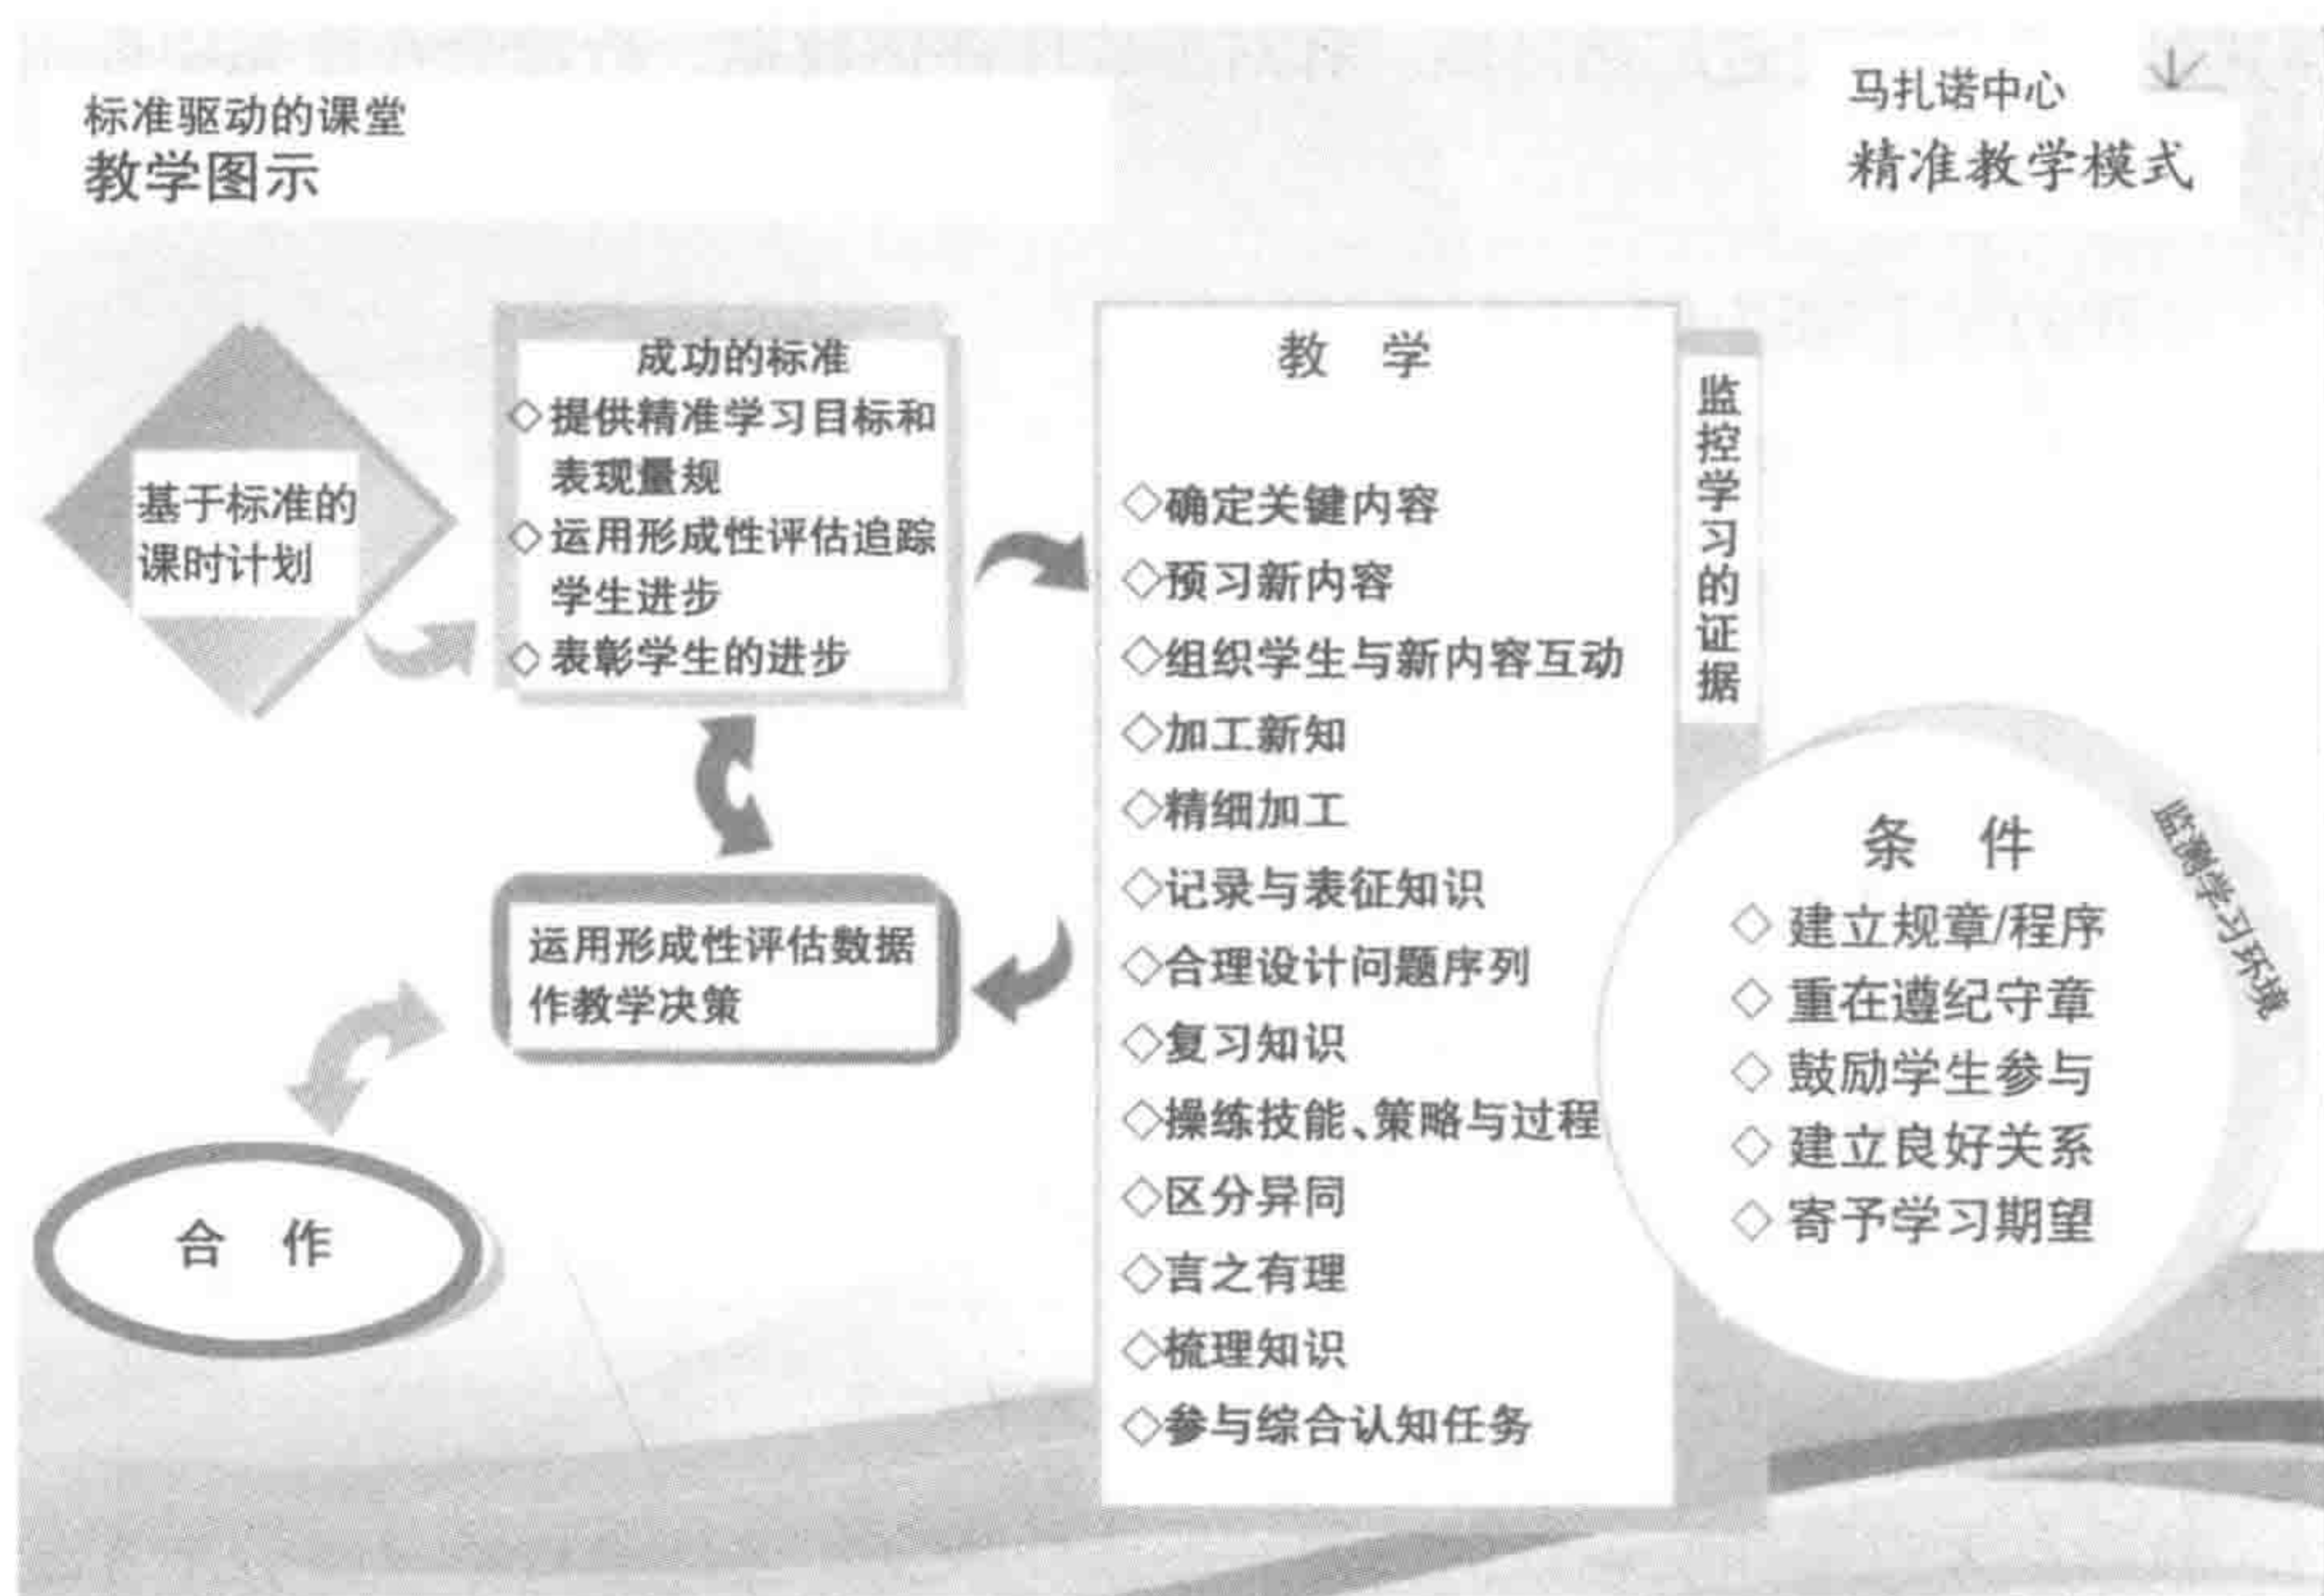 标准驱动的课堂
教学图示
马扎诺中心
精准教学模式
基于标准的
课时计划
成功的标准
◇提供精准学习目标和
表现量规
◇运用形成性评估追踪
学生进步
◇表彰学生的进步
运用形成性评估数据
作教学决策
合 作
教 学
◇确定关键内容
◇预习新内容
◇组织学生与新内容互动
◇加工新知
◇精细加工
◇记录与表征知识
◇合理设计问题序列
◇复习知识
◇操练技能、策略与过程
◇区分异同
◇言之有理
◇梳理知识
◇参与综合认知任务
监控学习的证据
条 件
◇建立规章/程序
◇重在遵纪守章
◇鼓励学生参与
◇建立良好关系
◇寄予学习期望
监测学习环境